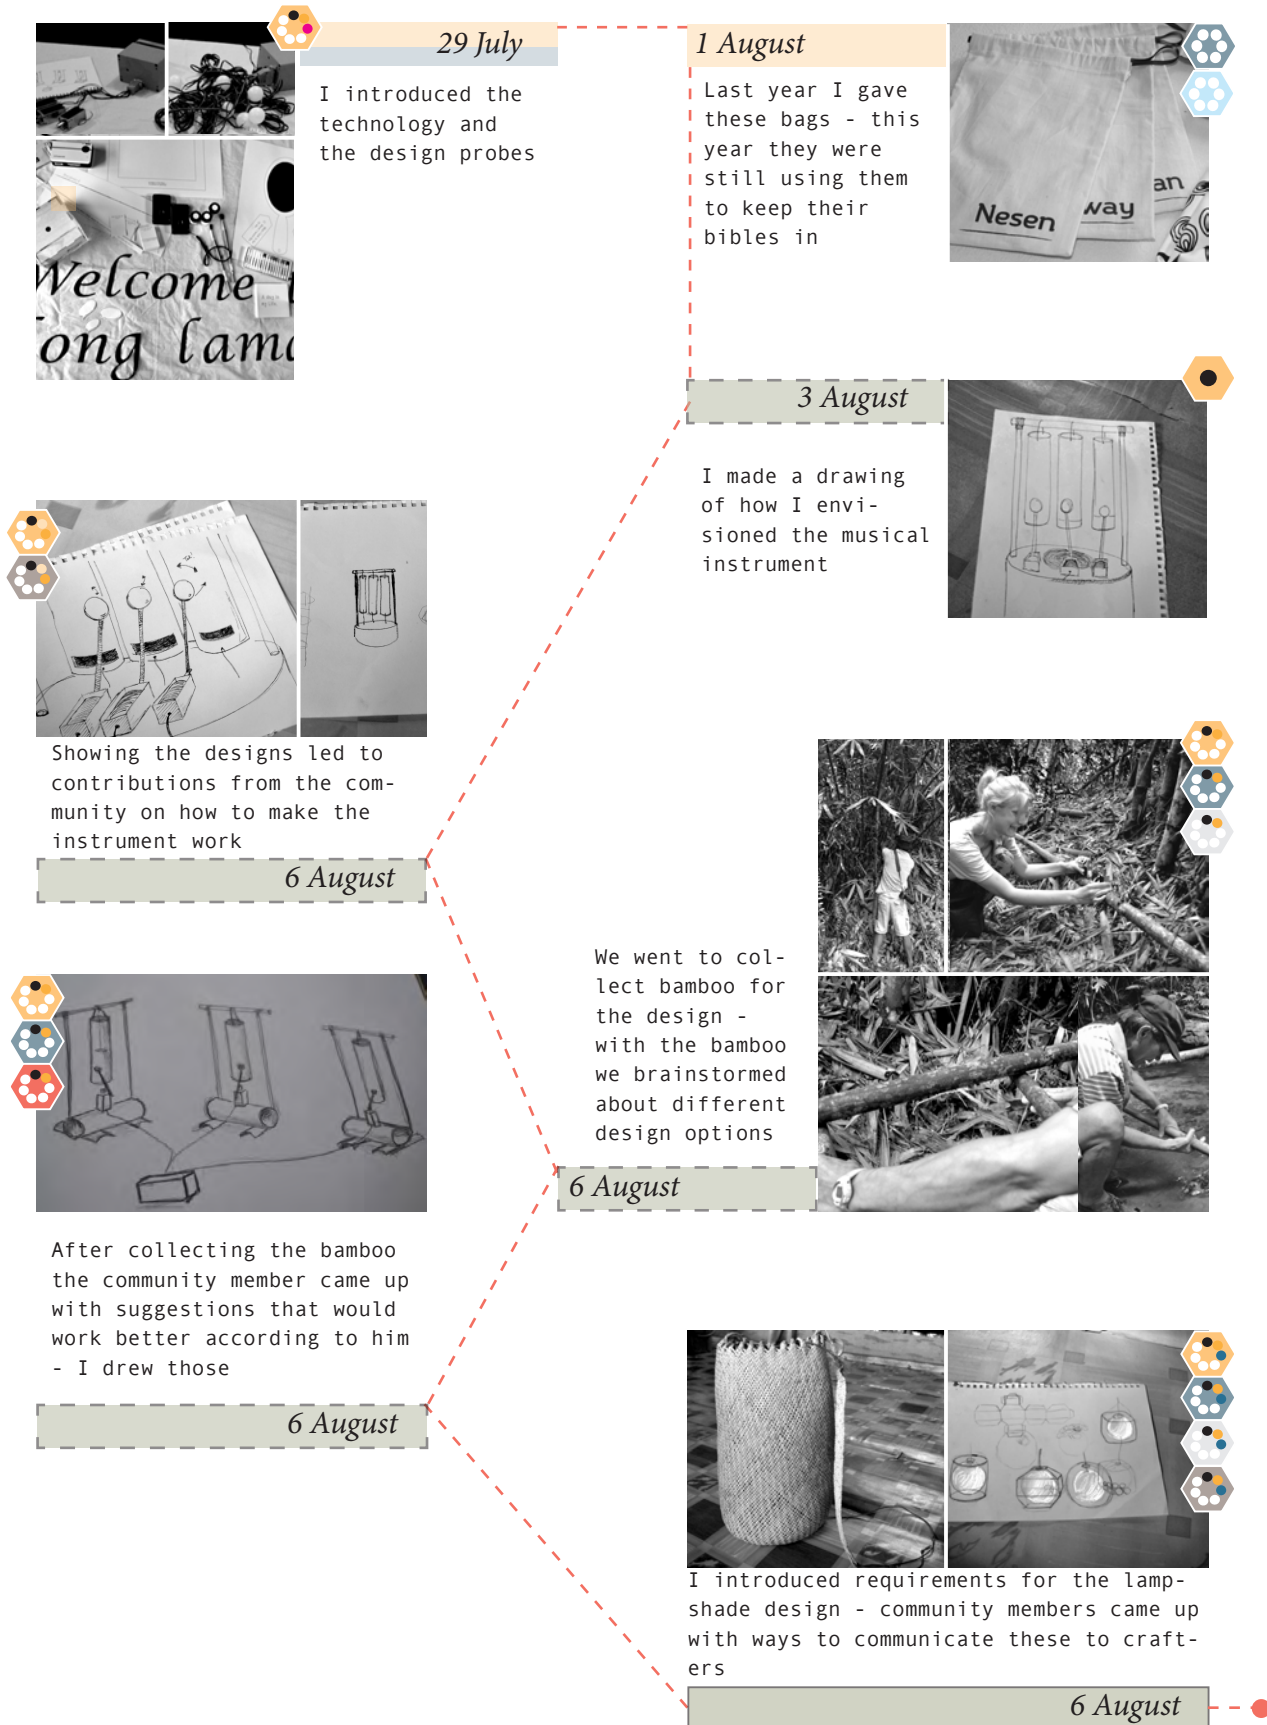 29 July
I introduced the
technology and
the design probes
Welcome
ong lama
1 August
Last year I gave
these bags - this
year they were
still using them
to keep their
bibles in
Nesen
way
an
3 August
I made a drawing
of how I envi-
sioned the musical
instrument
Showing the designs led to
contributions from the com-
munity on how to make the
instrument work
6 August
We went to col-
lect bamboo for
the design -
with the bamboo
we brainstormed
about different
design options
6 August
After collecting the bamboo
the community member came up
with suggestions that would
work better according to him
- I drew those
6 August
I introduced requirements for the lamp-
shade design - community members came up
with ways to communicate these to craft-
ers
6 August